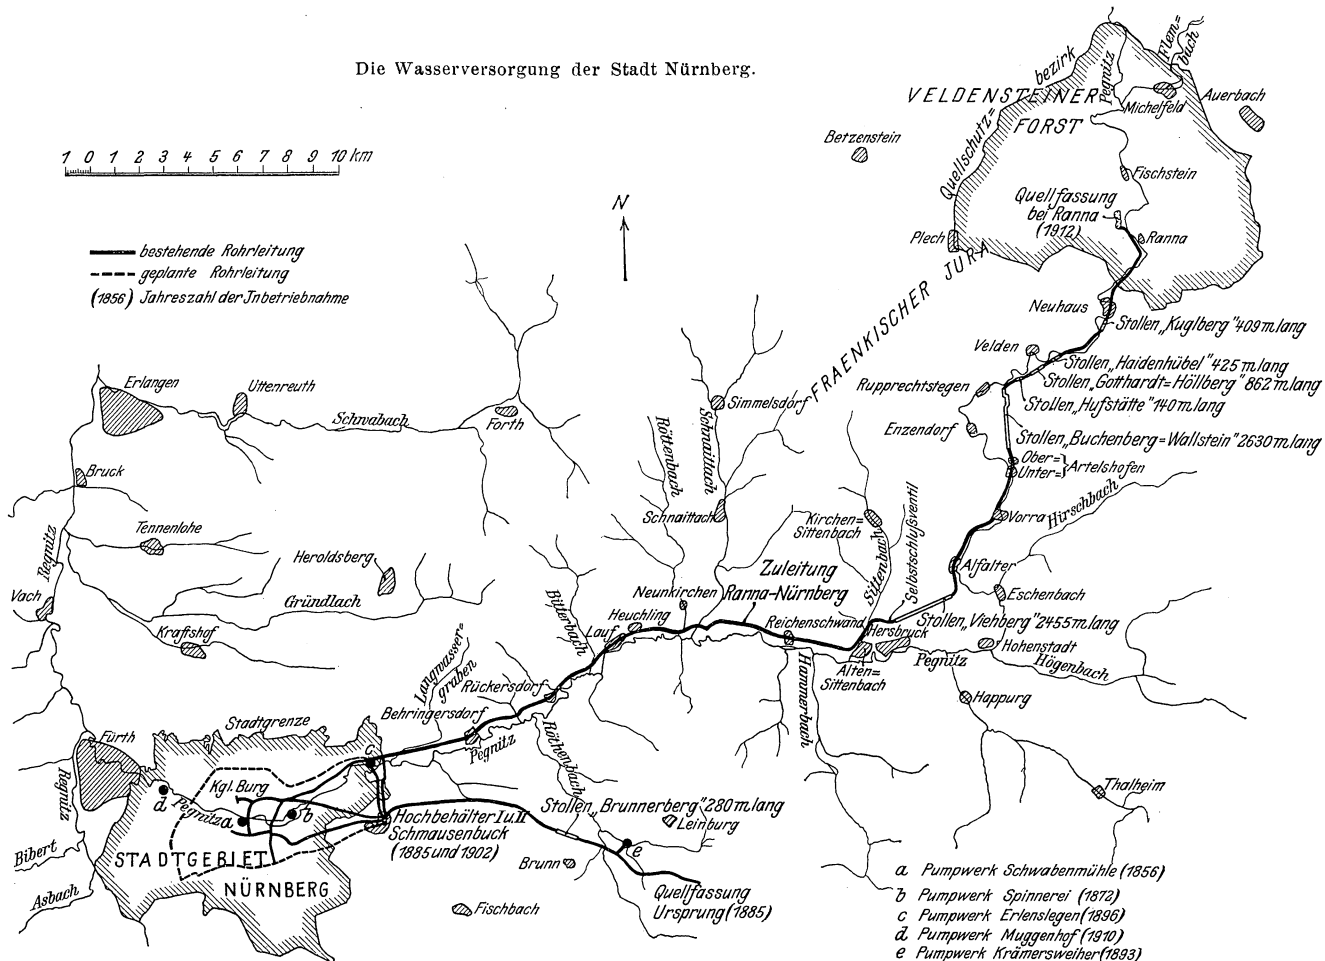 Die Wasserversorgung der Stadt Nürnberg.
1 0 1 2 3 4 5 6 7 8 9 10 km
bestehende Rohrleitung
geplante Rohrleitung
(1856) Jahreszahl der Jnbetriebnahme
N
Quellschutz=
bezirk
VELDENSTEINER
FORST
Pegnitz
Flem=
bach
Michelfeld
Auerbach
Betzenstein
Fischstein
Quellfassung
bei Ranna
(1912)
Ranna
Plech
FRAENKISCHER JURA
Neuhaus
Stollen „Kuglberg" 409 m lang
Velden
Stollen „Haidenhübel" 425 m lang
Rupprechtstegen
Stollen „Gotthardt=Höllberg" 862 m lang
Stollen „Hufstätte" 140 m lang
Enzendorf
Stollen „Buchenberg=Wallstein" 2630 m lang
Ober=
Unter=
} Artelshofen
Vorra
Hirschbach
Alfalter
Eschenbach
Selbstschlußventil
Stollen „Viehberg" 2455 m lang
Hohenstadt
Högenbach
Pegnitz
Happurg
Thalheim
Erlangen
Uttenreuth
Schwabach
Forth
Bruck
Regnitz
Tennenlohe
Heroldsberg
Gründlach
Vach
Kraftshof
Simmelsdorf
Röttenbach
Schnaittach
Schnaittach
Kirchen=
Sittenbach
Sittenbach
Zuleitung
Ranna-Nürnberg
Neunkirchen
Heuchling
Bitterbach
Lauf
Reichenschwand
Hersbruck
Alten=
Sittenbach
Hammerbach
Langwasser=
graben
Rückersdorf
Behringersdorf
Pegnitz
Röthenbach
Stadtgrenze
Fürth
Regnitz
Kgl. Burg
c
d
Pegnitz
a
b
STADTGEBIET
NÜRNBERG
Bibert
Asbach
Hochbehälter I u. II
Schmausenbuck
(1885 und 1902)
Stollen „Brunnerberg" 280 m lang
Leinburg
e
Brunn
Quellfassung
Ursprung (1885)
Fischbach
a Pumpwerk Schwabenmühle (1856)
b Pumpwerk Spinnerei (1872)
c Pumpwerk Erlenstegen (1896)
d Pumpwerk Muggenhof (1910)
e Pumpwerk Krämersweiher (1893)